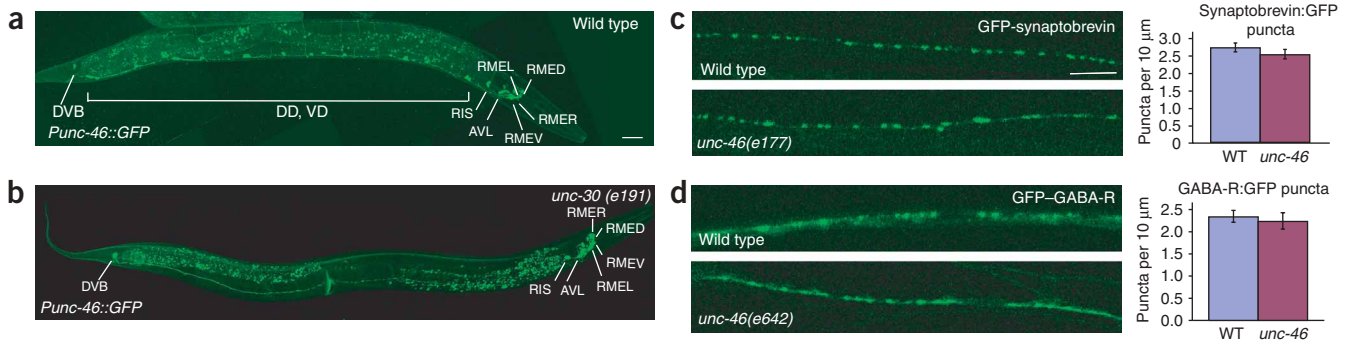 a
Wild type
RMEL
RMED
DVB
DD, VD
RIS
AVL
RMER
RMEV
Punc-46::GFP
b
unc-30 (e191)
RMER
RMED
DVB
RMEV
RIS
AVL
RMEL
Punc-46::GFP
c
GFP-synaptobrevin
Wild type
unc-46(e177)
Synaptobrevin:GFP
puncta
Puncta per 10 μm
3.0
2.5
2.0
1.5
1.0
0.5
0
WT unc-46
d
GFP–GABA-R
Wild type
unc-46(e642)
GABA-R:GFP puncta
Puncta per 10 μm
2.5
2.0
1.5
1.0
0.5
0.0
WT unc-46